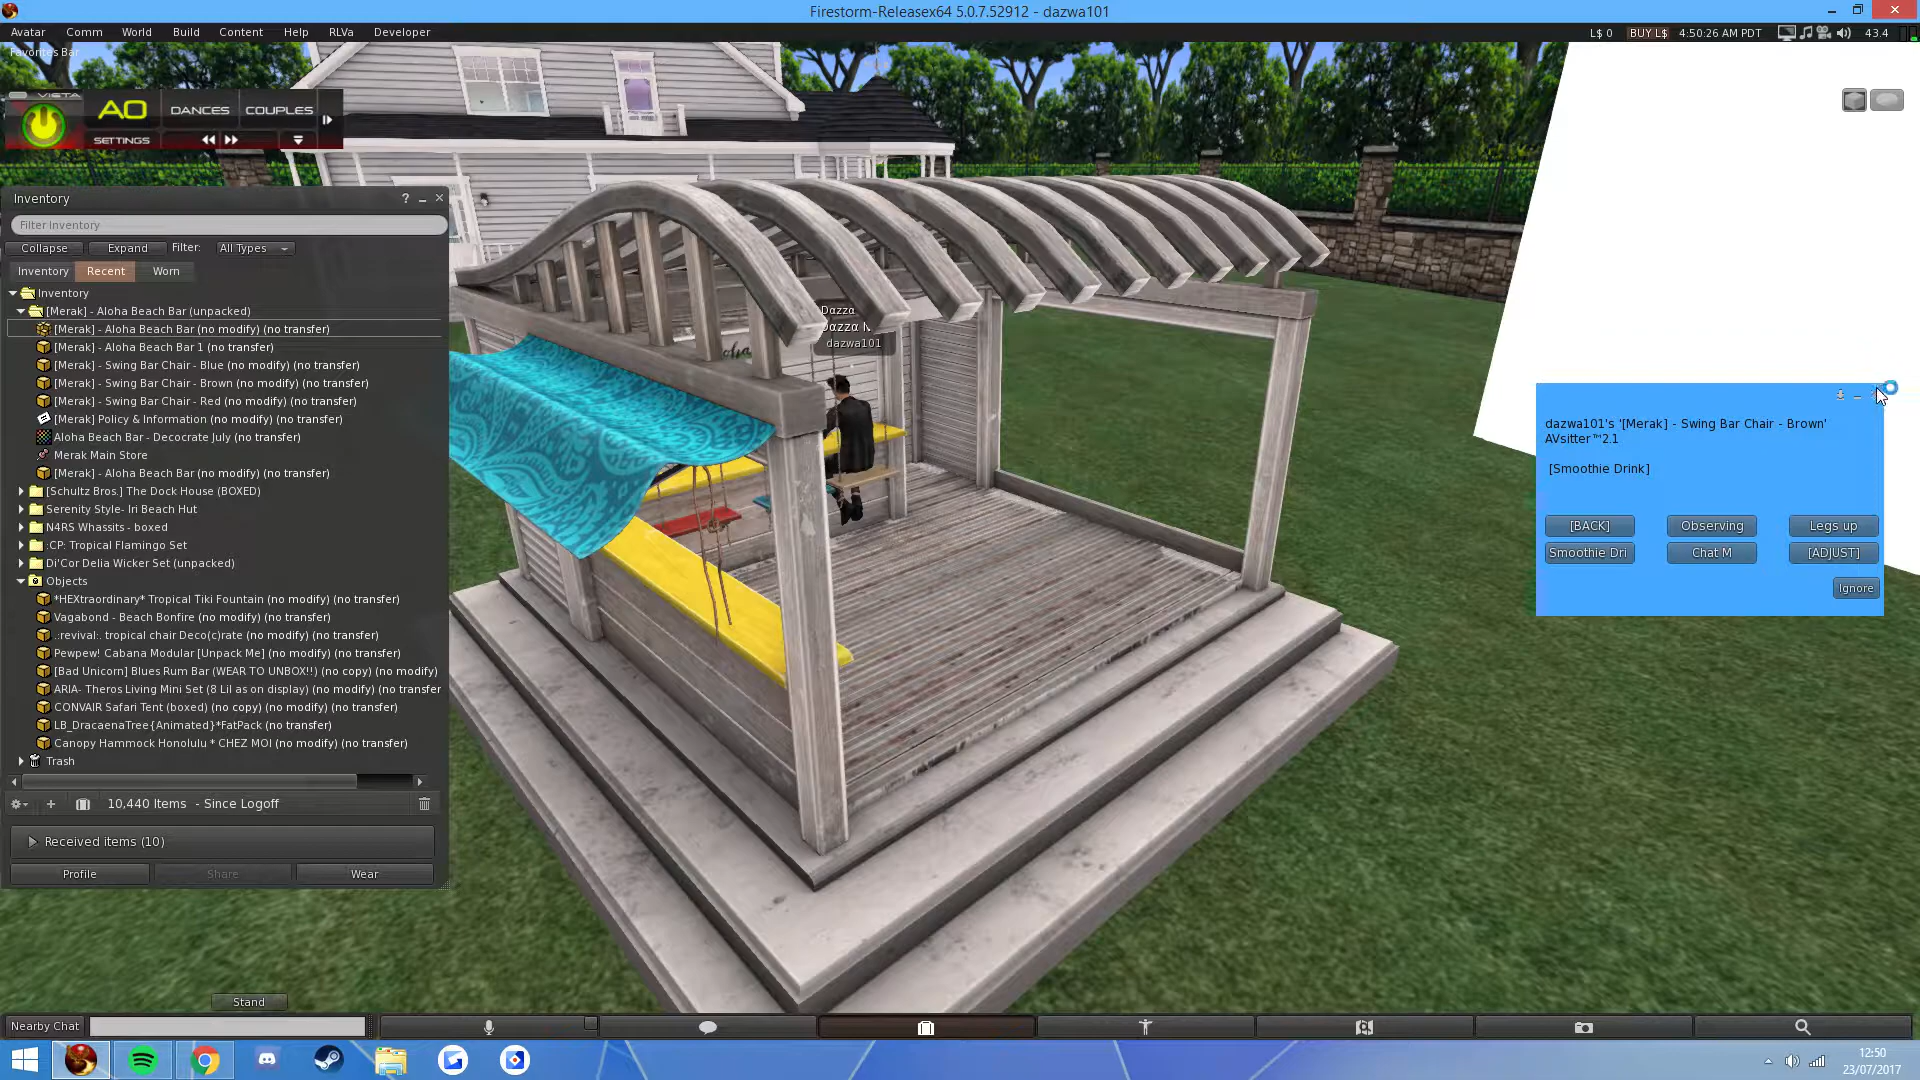 Firestorm-Releasex64 5.0.7.52912 - dazwa101
Avatar Comm World Build Content Help RLVa Developer
L$ 0 BUY L$ 4:50:26 AM PDT 43.4
Favorites Bar
VISTA
AO DANCES COUPLES
SETTINGS
Inventory
Filter Inventory
Collapse Expand Filter: All Types
Inventory Recent Worn
Inventory
[Merak] - Aloha Beach Bar (unpacked)
[Merak] - Aloha Beach Bar (no modify) (no transfer)
[Merak] - Aloha Beach Bar 1 (no transfer)
[Merak] - Swing Bar Chair - Blue (no modify) (no transfer)
[Merak] - Swing Bar Chair - Brown (no modify) (no transfer)
[Merak] - Swing Bar Chair - Red (no modify) (no transfer)
[Merak] Policy & Information (no modify) (no transfer)
Aloha Beach Bar - Decocrate July (no transfer)
Merak Main Store
[Merak] - Aloha Beach Bar (no modify) (no transfer)
[Schultz Bros.] The Dock House (BOXED)
Serenity Style- Iri Beach Hut
N4RS Whassits - boxed
:CP: Tropical Flamingo Set
Di'Cor Delia Wicker Set (unpacked)
Objects
*HEXtraordinary* Tropical Tiki Fountain (no modify) (no transfer)
Vagabond - Beach Bonfire (no modify) (no transfer)
.:revival:. tropical chair Deco(c)rate (no modify) (no transfer)
Pewpew! Cabana Modular [Unpack Me] (no modify) (no transfer)
[Bad Unicorn] Blues Rum Bar (WEAR TO UNBOX!!) (no copy) (no modify)
ARIA- Theros Living Mini Set (8 Lil as on display) (no modify) (no transfer
CONVAIR Safari Tent (boxed) (no copy) (no modify) (no transfer)
LB_DracaenaTree{Animated}*FatPack (no transfer)
Canopy Hammock Honolulu * CHEZ MOI (no modify) (no transfer)
Trash
10,440 Items - Since Logoff
Received items (10)
Profile Share Wear
Dazza
Dazza
dazwa101
dazwa101's '[Merak] - Swing Bar Chair - Brown'
AVsitter™2.1
[Smoothie Drink]
[BACK] Observing Legs up
Smoothie Dri Chat M [ADJUST]
Ignore
Stand
Nearby Chat
12:50
23/07/2017